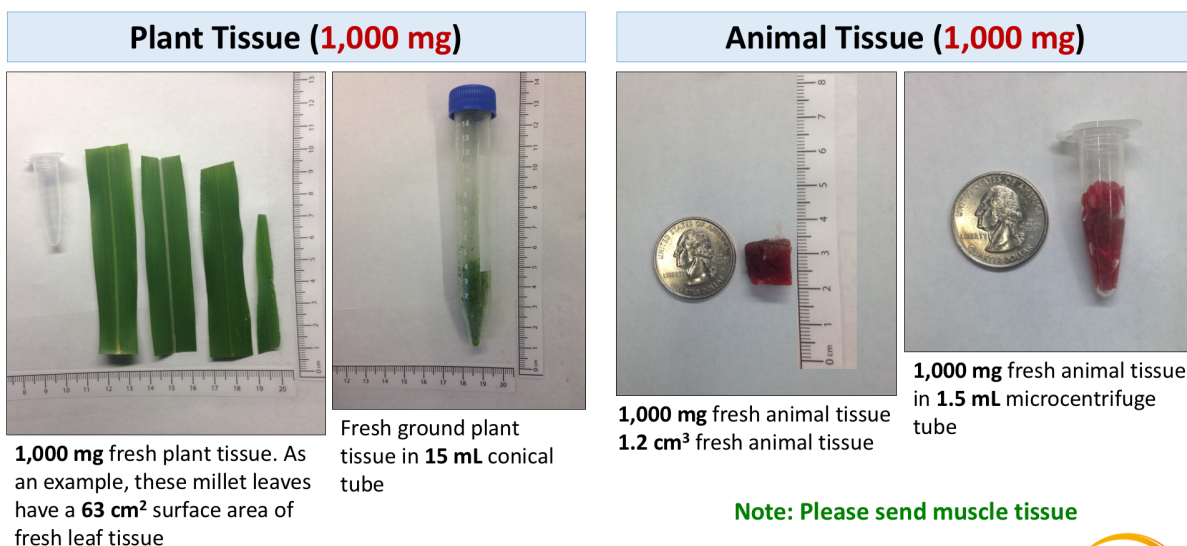 Plant Tissue (1,000 mg)
Animal Tissue (1,000 mg)
1,000 mg fresh plant tissue. As
an example, these millet leaves
have a 63 cm² surface area of
fresh leaf tissue
Fresh ground plant
tissue in 15 mL conical
tube
1,000 mg fresh animal tissue
1.2 cm³ fresh animal tissue
1,000 mg fresh animal tissue
in 1.5 mL microcentrifuge
tube
Note: Please send muscle tissue